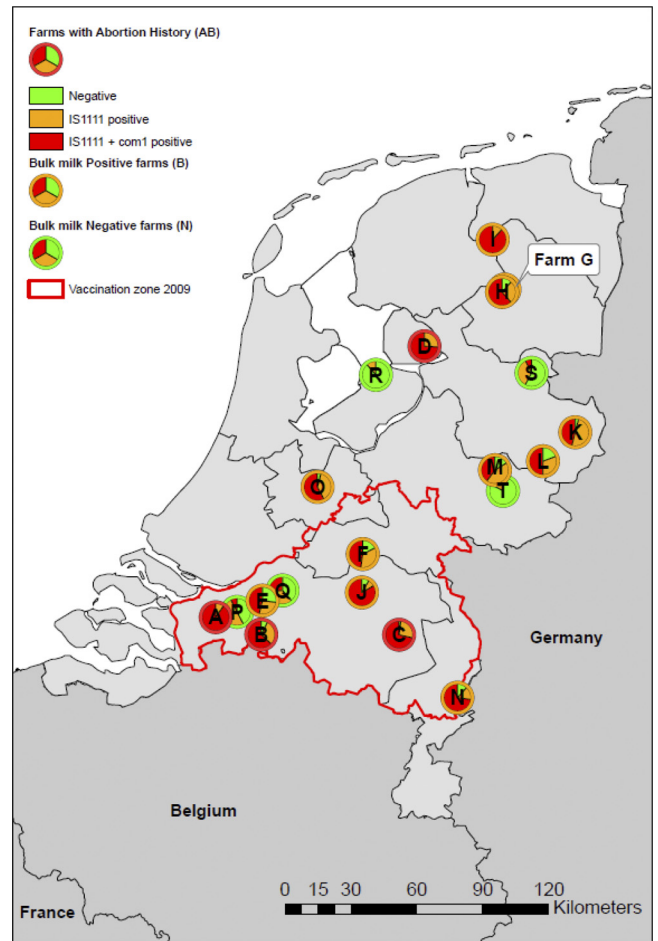 Farms with Abortion History (AB)
Negative
IS1111 positive
IS1111 + com1 positive
Bulk milk Positive farms (B)
Bulk milk Negative farms (N)
Vaccination zone 2009
I
Farm G
H
D
R
S
K
L
M
T
O
F
J
Q
E
P
A
B
C
N
Germany
Belgium
France
0 15 30 60 90 120
Kilometers